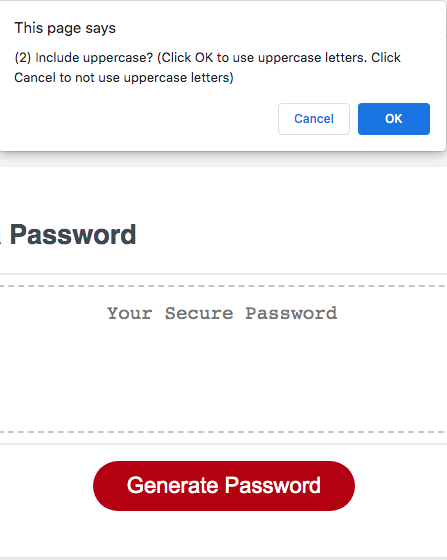 This page says
(2) Include uppercase? (Click OK to use uppercase letters. Click
Cancel to not use uppercase letters)
Cancel
OK
Password
Your Secure Password
Generate Password